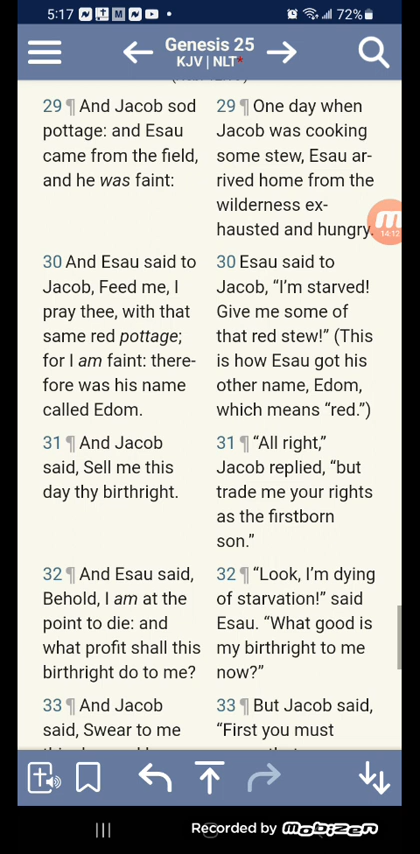 5:17 72%
Genesis 25
KJV | NLT*
29 ¶ And Jacob sod
pottage: and Esau
came from the field,
and he was faint:
29 ¶ One day when
Jacob was cooking
some stew, Esau ar-
rived home from the
wilderness ex-
hausted and hungry.
14:12
30 And Esau said to
Jacob, Feed me, I
pray thee, with that
same red pottage;
for I am faint: there-
fore was his name
called Edom.
30 Esau said to
Jacob, “I’m starved!
Give me some of
that red stew!” (This
is how Esau got his
other name, Edom,
which means “red.”)
31 ¶ And Jacob
said, Sell me this
day thy birthright.
31 ¶ “All right,”
Jacob replied, “but
trade me your rights
as the firstborn
son.”
32 ¶ And Esau said,
Behold, I am at the
point to die: and
what profit shall this
birthright do to me?
32 ¶ “Look, I’m dying
of starvation!” said
Esau. “What good is
my birthright to me
now?”
33 ¶ And Jacob
said, Swear to me
33 ¶ But Jacob said,
“First you must
Recorded by Mobizen